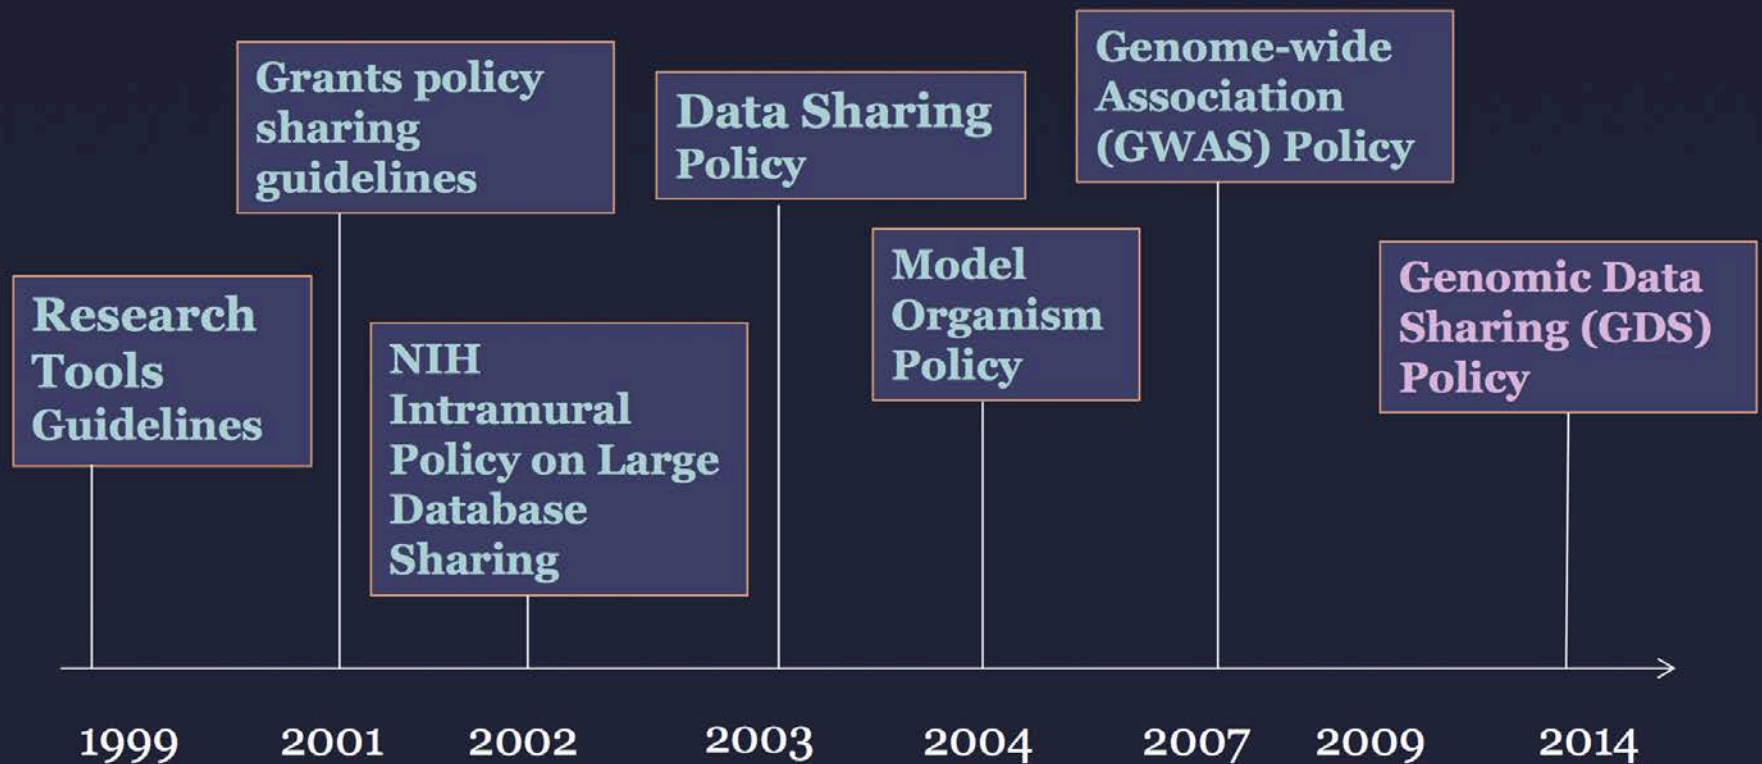 Research
Tools
Guidelines
Grants policy
sharing
guidelines
NIH
Intramural
Policy on Large
Database
Sharing
Data Sharing
Policy
Model
Organism
Policy
Genome-wide
Association
(GWAS) Policy
Genomic Data
Sharing (GDS)
Policy
1999 2001 2002 2003 2004 2007 2009 2014